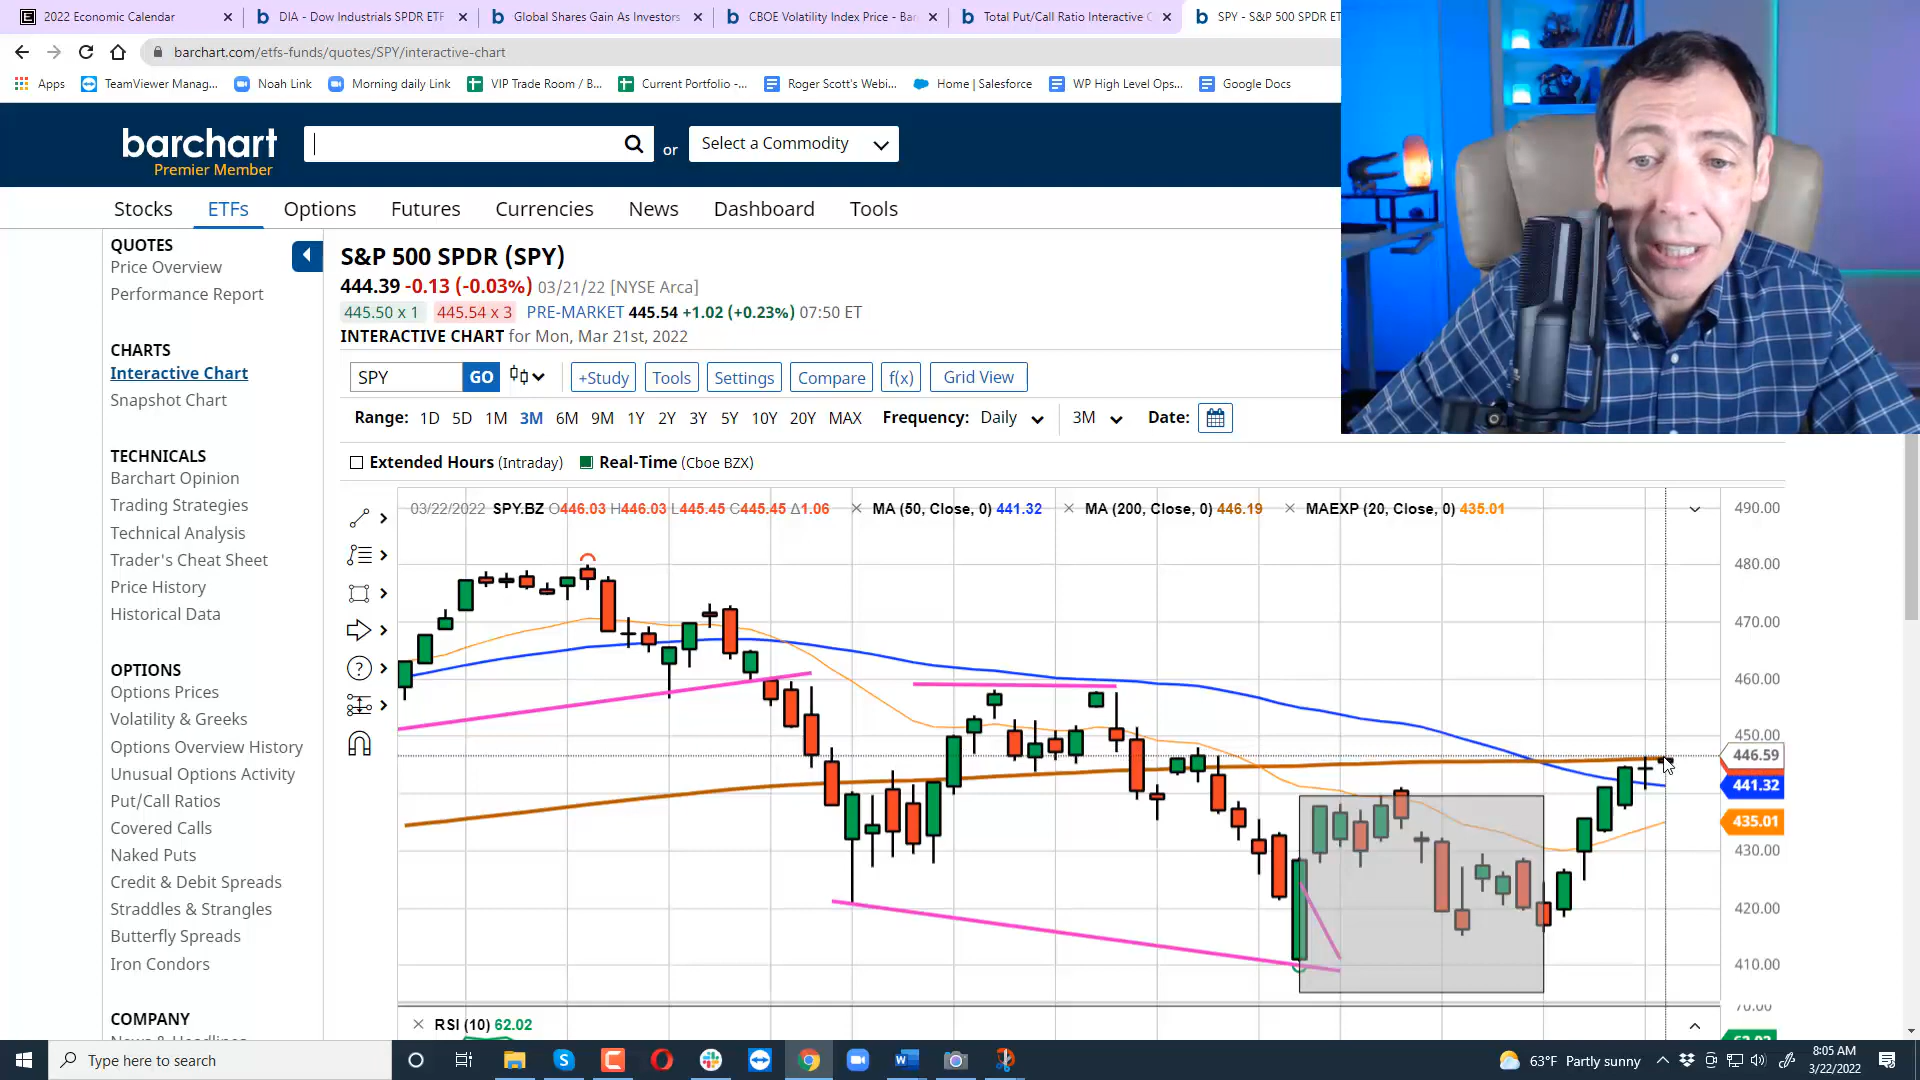 2022 Economic Calendar
DIA - Dow Industrials SPDR ETF
Global Shares Gain As Investors
CBOE Volatility Index Price - Bar
Total Put/Call Ratio Interactive C
SPY - S&P 500 SPDR ET
barchart.com/etfs-funds/quotes/SPY/interactive-chart
Apps
TeamViewer Manag...
Noah Link
Morning daily Link
VIP Trade Room / B...
Current Portfolio -...
Roger Scott's Webi...
Home | Salesforce
WP High Level Ops...
Google Docs
barchart
Premier Member
or
Select a Commodity
Stocks
ETFs
Options
Futures
Currencies
News
Dashboard
Tools
QUOTES
Price Overview
Performance Report
CHARTS
Interactive Chart
Snapshot Chart
TECHNICALS
Barchart Opinion
Trading Strategies
Technical Analysis
Trader's Cheat Sheet
Price History
Historical Data
OPTIONS
Options Prices
Volatility & Greeks
Options Overview History
Unusual Options Activity
Put/Call Ratios
Covered Calls
Naked Puts
Credit & Debit Spreads
Straddles & Strangles
Butterfly Spreads
Iron Condors
COMPANY
S&P 500 SPDR (SPY)
444.39 -0.13 (-0.03%) 03/21/22 [NYSE Arca]
445.50 x 1 445.54 x 3 PRE-MARKET 445.54 +1.02 (+0.23%) 07:50 ET
INTERACTIVE CHART for Mon, Mar 21st, 2022
SPY GO +Study Tools Settings Compare f(x) Grid View
Range: 1D 5D 1M 3M 6M 9M 1Y 2Y 3Y 5Y 10Y 20Y MAX Frequency: Daily 3M Date:
Extended Hours (Intraday) Real-Time (Cboe BZX)
03/22/2022 SPY.BZ O446.03 H446.03 L445.45 C445.45 Δ1.06 MA (50, Close, 0) 441.32 MA (200, Close, 0) 446.19 MAEXP (20, Close, 0) 435.01
490.00
480.00
470.00
460.00
450.00
446.59
441.32
435.01
430.00
420.00
410.00
70.00
RSI (10) 62.02
Type here to search
63°F Partly sunny
8:05 AM
3/22/2022